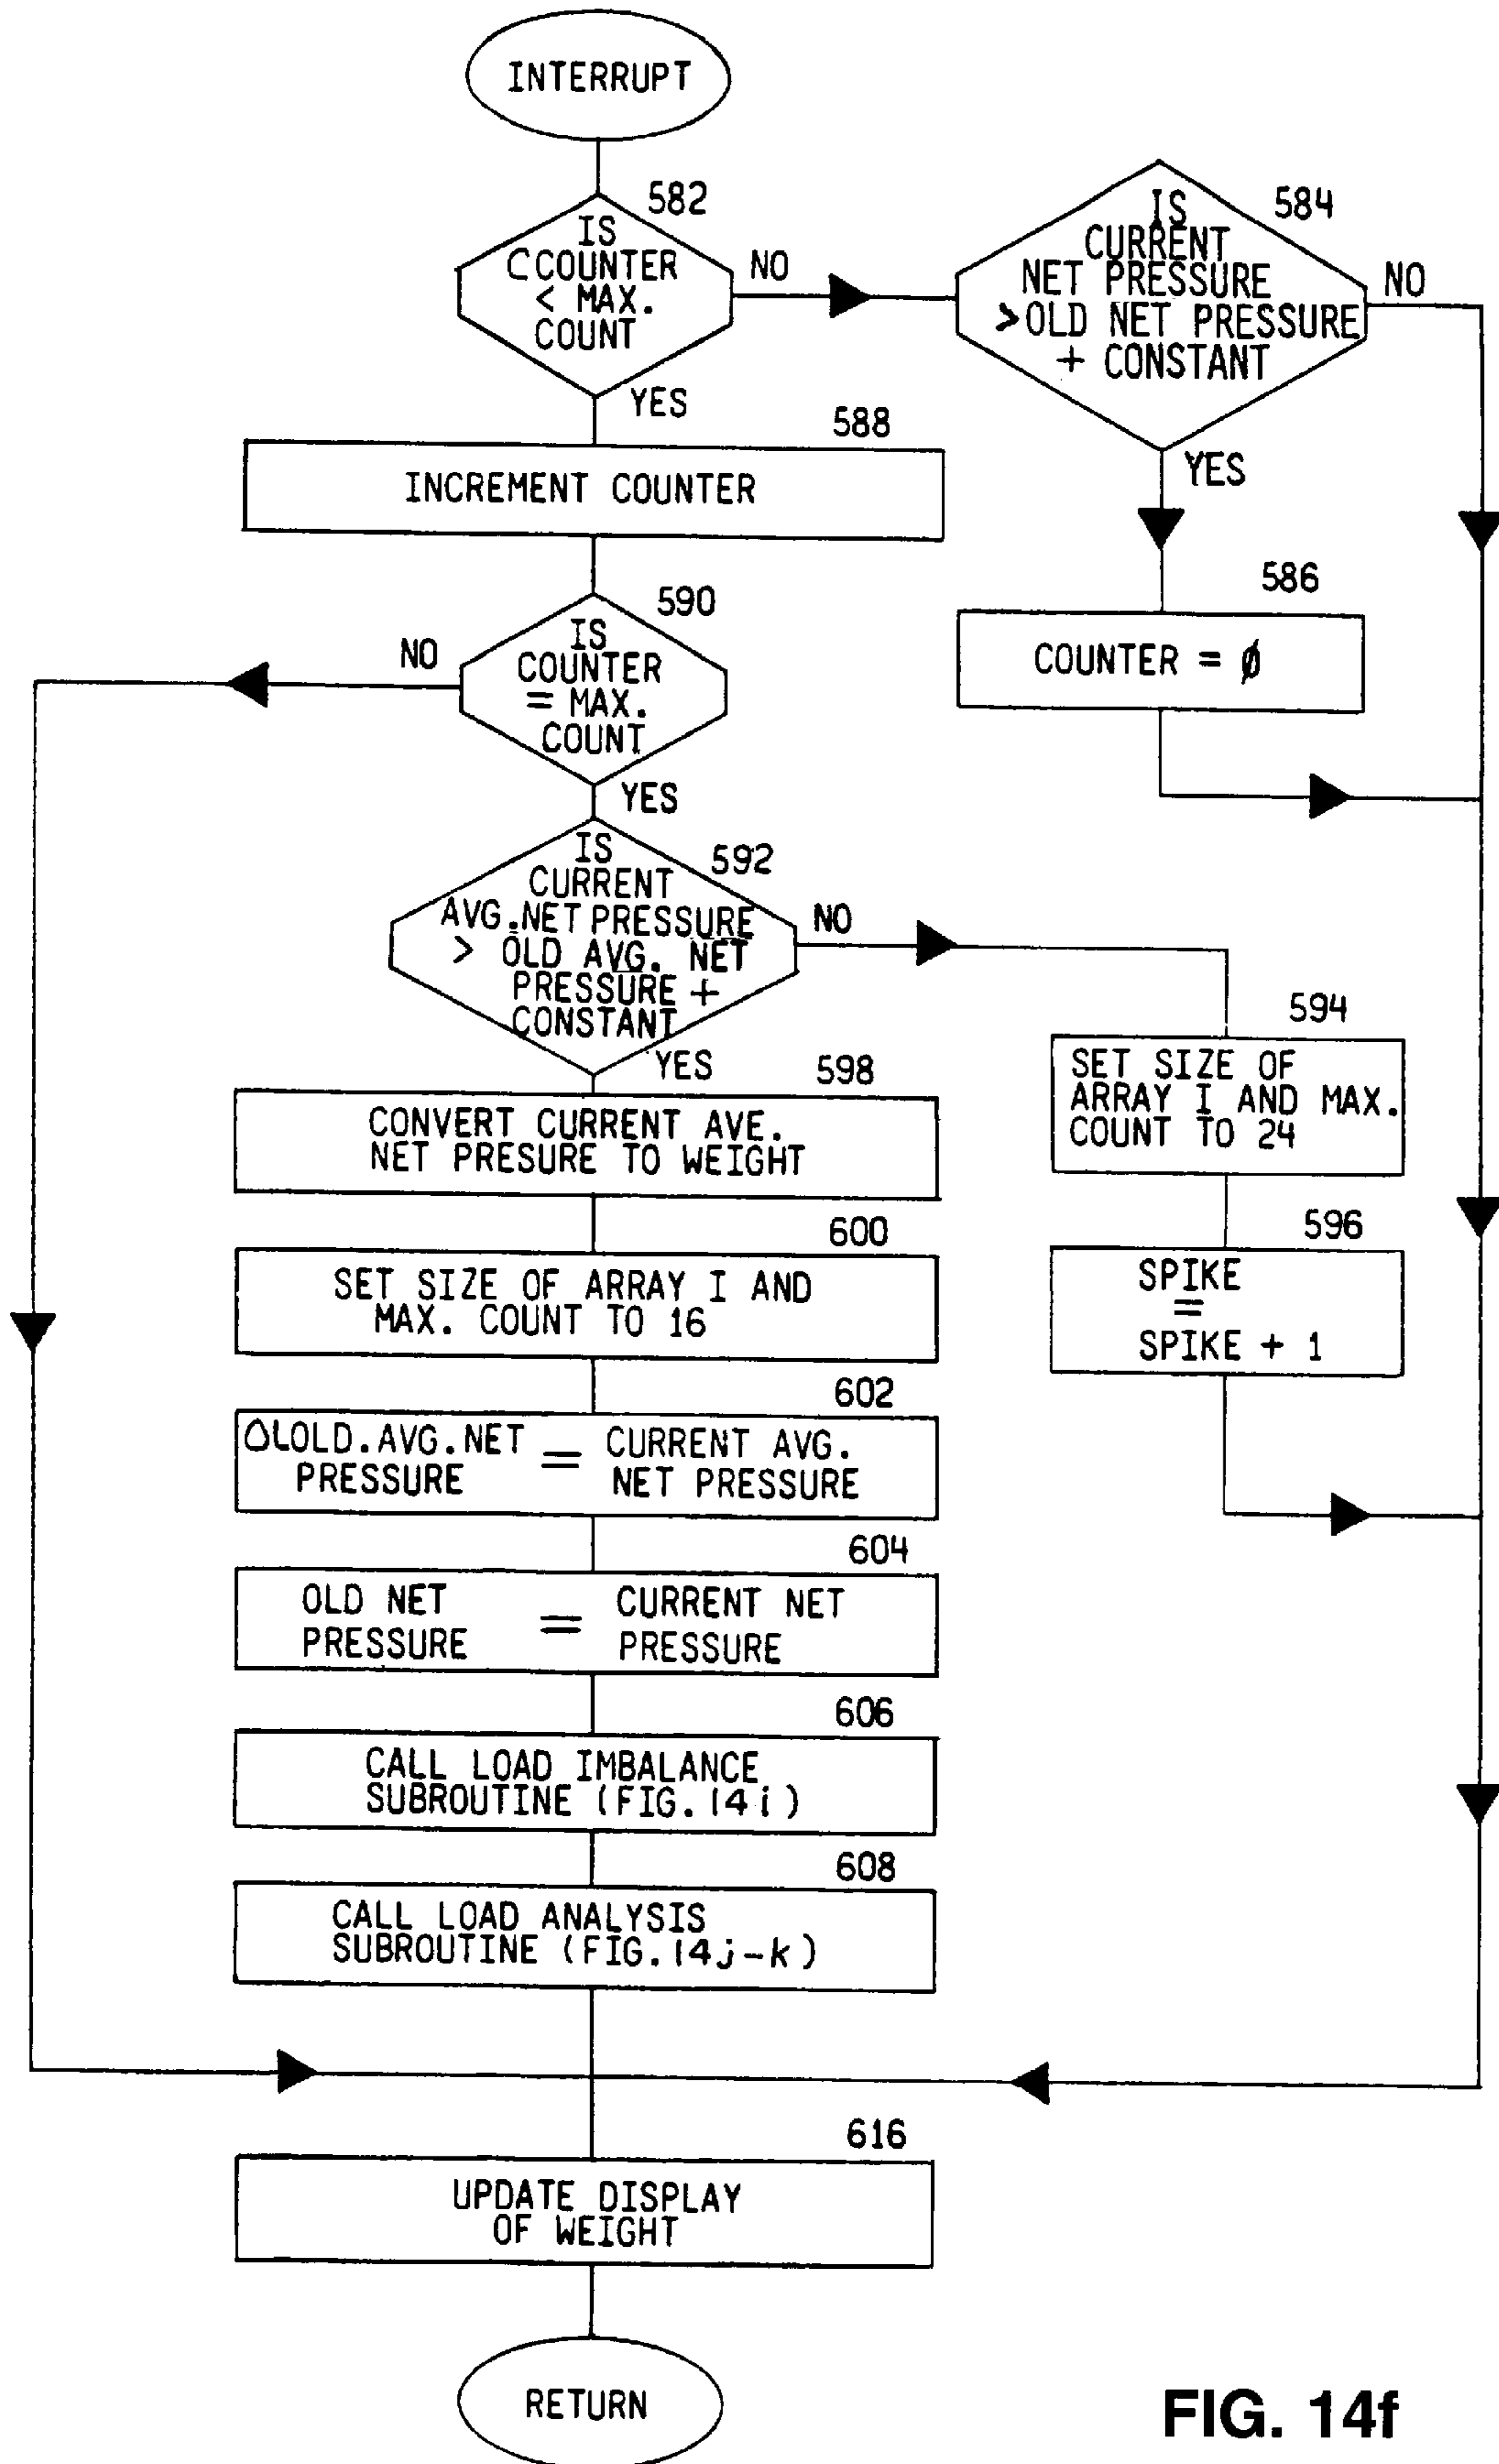 INTERRUPT
582
IS
CCOUNTER
< MAX.
COUNT
NO
YES
584
IS
CURRENT
NET PRESSURE
>OLD NET PRESSURE
+ CONSTANT
NO
YES
586
COUNTER = ∅
588
INCREMENT COUNTER
590
IS
COUNTER
= MAX.
COUNT
NO
YES
592
IS
CURRENT
AVG.NET PRESSURE
> OLD AVG. NET
PRESSURE +
CONSTANT
NO
YES
594
SET SIZE OF
ARRAY I AND MAX.
COUNT TO 24
596
SPIKE
=
SPIKE + 1
598
CONVERT CURRENT AVE.
NET PRESURE TO WEIGHT
600
SET SIZE OF ARRAY I AND
MAX. COUNT TO 16
602
OLOLD.AVG.NET = CURRENT AVG.
PRESSURE NET PRESSURE
604
OLD NET = CURRENT NET
PRESSURE PRESSURE
606
CALL LOAD IMBALANCE
SUBROUTINE (FIG.14i)
608
CALL LOAD ANALYSIS
SUBROUTINE (FIG.14j-k)
616
UPDATE DISPLAY
OF WEIGHT
RETURN
FIG. 14f